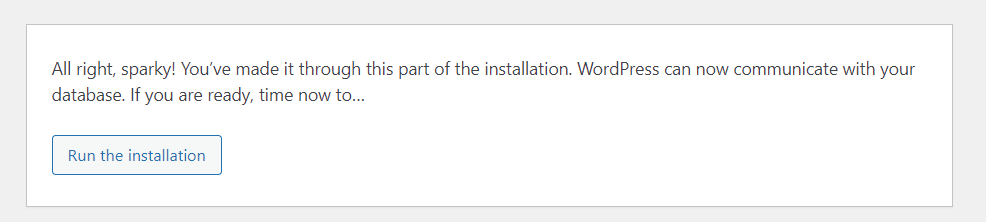 All right, sparky! You’ve made it through this part of the installation. WordPress can now communicate with your
database. If you are ready, time now to…
Run the installation